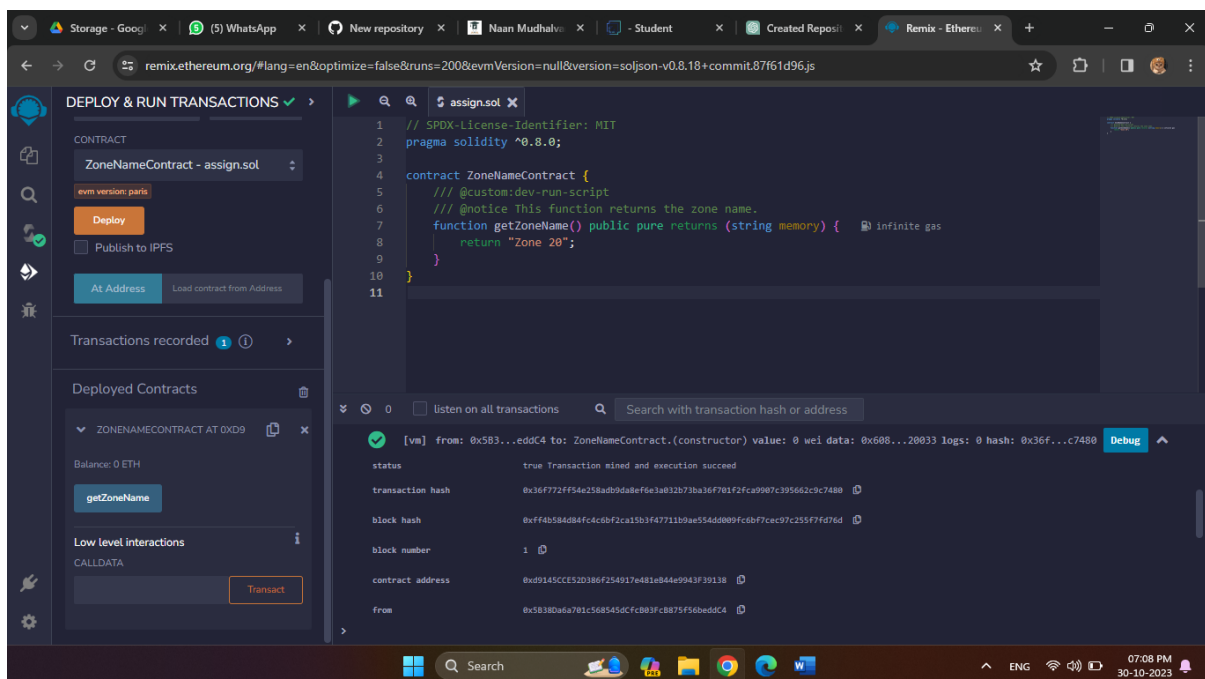 Storage - Googl
(5) WhatsApp
New repository
Naan Mudhalva
- Student
Created Reposit
Remix - Ethereu
remix.ethereum.org/#lang=en&optimize=false&runs=200&evmVersion=null&version=soljson-v0.8.18+commit.87f61d96.js
DEPLOY & RUN TRANSACTIONS
CONTRACT
ZoneNameContract - assign.sol
evm version: paris
Deploy
Publish to IPFS
At Address
Load contract from Address
Transactions recorded 1 i
Deployed Contracts
ZONENAMECONTRACT AT 0XD9
Balance: 0 ETH
getZoneName
Low level interactions
CALLDATA
Transact
assign.sol
1 // SPDX-License-Identifier: MIT
2 pragma solidity ^0.8.0;
3
4 contract ZoneNameContract {
5 /// @custom:dev-run-script
6 /// @notice This function returns the zone name.
7 function getZoneName() public pure returns (string memory) { infinite gas
8 return "Zone 20";
9 }
10 }
11
0 listen on all transactions Search with transaction hash or address
[vm] from: 0x5B3...eddC4 to: ZoneNameContract.(constructor) value: 0 wei data: 0x608...20033 logs: 0 hash: 0x36f...c7480 Debug
status true Transaction mined and execution succeed
transaction hash 0x36f772ff54e258adb9da8ef6e3a032b73ba36f701f2fca9907c395662c9c7480
block hash 0xff4b584d84fc4c6bf2ca15b3f47711b9ae554dd009fc6bf7cec97c255f7fd76d
block number 1
contract address 0xd9145CCE52D386f254917e481eB44e9943F39138
from 0x5B38Da6a701c568545dCfcB03FcB875f56beddC4
>
Search
PRE
ENG
07:08 PM
30-10-2023